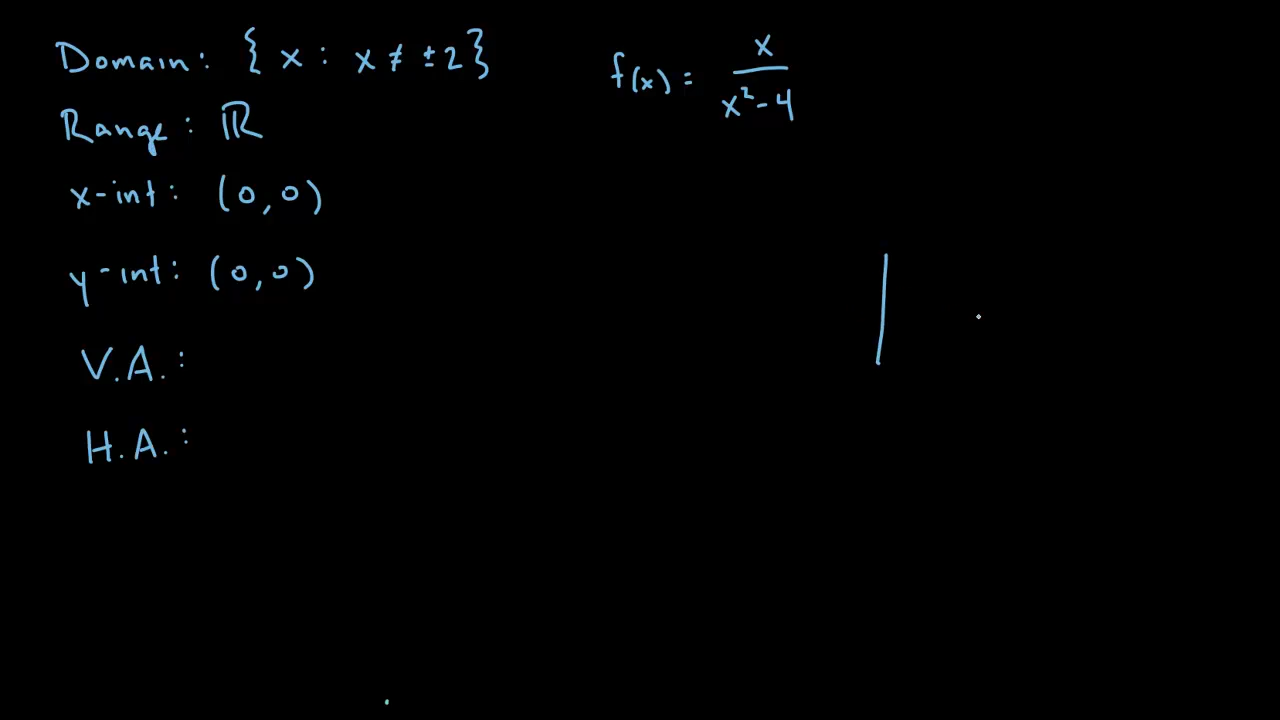 Domain: { x : x ≠ ±2}
f(x) = x / (x² - 4)
Range: ℝ
x-int: (0,0)
y-int: (0,0)
V.A.:
H.A.: